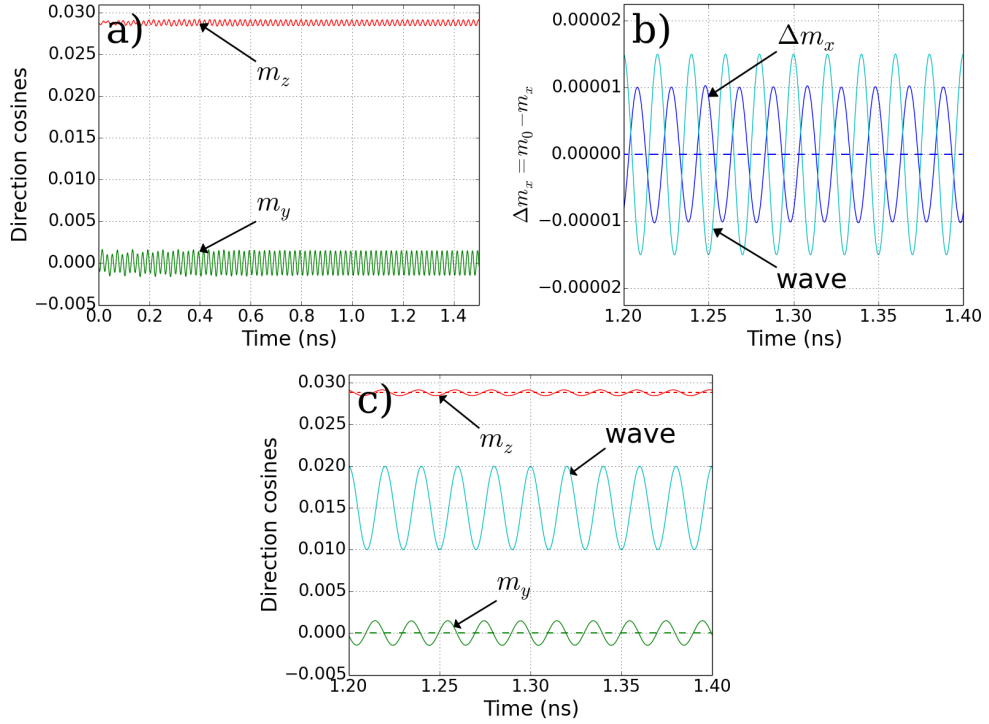 a)
0.030
0.025
0.020
0.015
0.010
0.005
0.000
−0.005
Direction cosines
m_z
m_y
0.0 0.2 0.4 0.6 0.8 1.0 1.2 1.4
Time (ns)
b)
0.00002
0.00001
0.00000
−0.00001
−0.00002
Δm_x = m_0 − m_x
Δm_x
wave
1.20 1.25 1.30 1.35 1.40
Time (ns)
c)
0.030
0.025
0.020
0.015
0.010
0.005
0.000
−0.005
Direction cosines
m_z
wave
m_y
1.20 1.25 1.30 1.35 1.40
Time (ns)